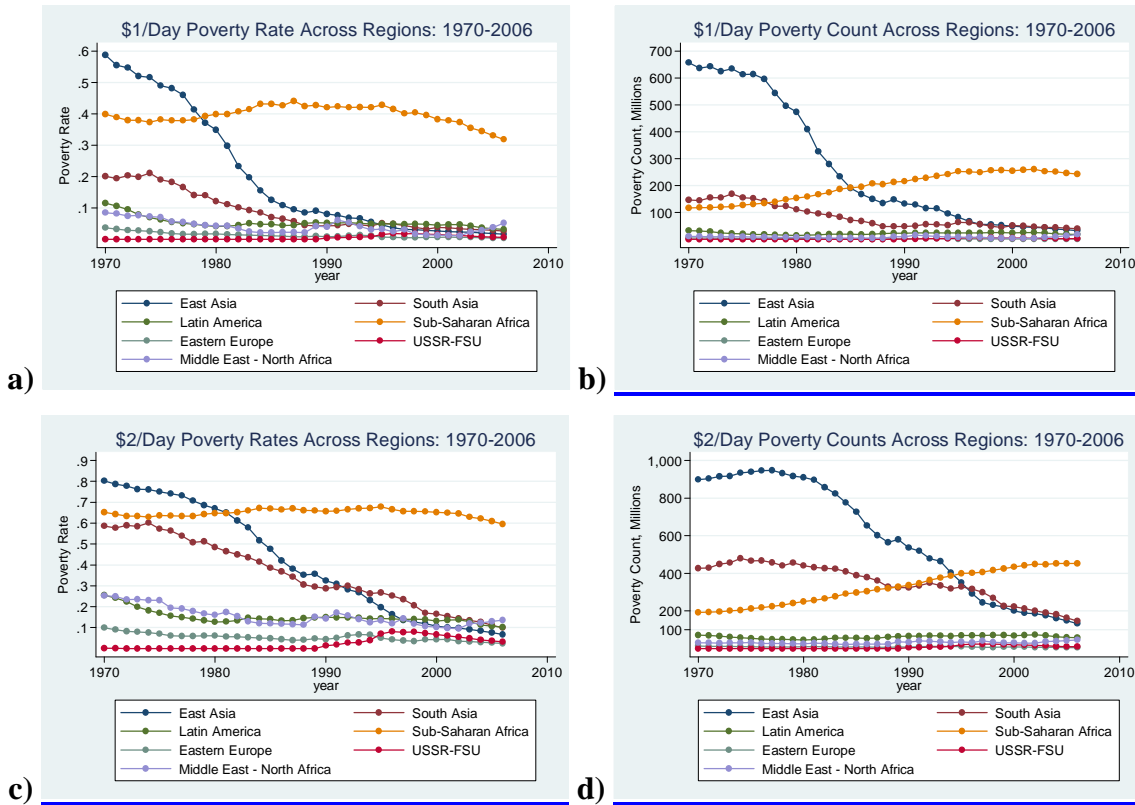 $1/Day Poverty Rate Across Regions: 1970-2006
.6
.5
.4
.3
.2
.1
Poverty Rate
1970 1980 1990 2000 2010
year
East Asia South Asia
Latin America Sub-Saharan Africa
Eastern Europe USSR-FSU
Middle East - North Africa
a)
$1/Day Poverty Count Across Regions: 1970-2006
700
600
500
400
300
200
100
Poverty Count, Millions
1970 1980 1990 2000 2010
year
East Asia South Asia
Latin America Sub-Saharan Africa
Eastern Europe USSR-FSU
Middle East - North Africa
b)
$2/Day Poverty Rates Across Regions: 1970-2006
.9
.8
.7
.6
.5
.4
.3
.2
.1
Poverty Rate
1970 1980 1990 2000 2010
year
East Asia South Asia
Latin America Sub-Saharan Africa
Eastern Europe USSR-FSU
Middle East - North Africa
c)
$2/Day Poverty Counts Across Regions: 1970-2006
1,000
800
600
400
200
100
Poverty Count, Millions
1970 1980 1990 2000 2010
year
East Asia South Asia
Latin America Sub-Saharan Africa
Eastern Europe USSR-FSU
Middle East - North Africa
d)